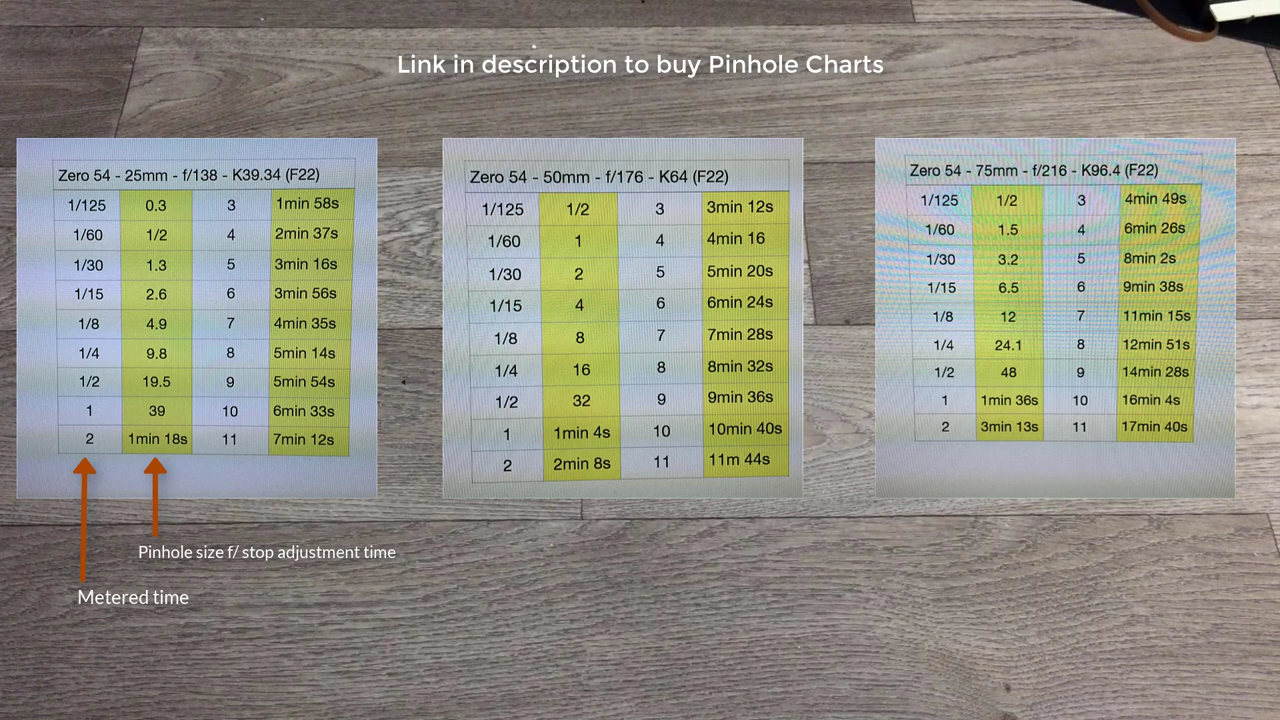 Link in description to buy Pinhole Charts
Zero 54 - 25mm - f/138 - K39.34 (F22)
1/125 0.3 3 1min 58s
1/60 1/2 4 2min 37s
1/30 1.3 5 3min 16s
1/15 2.6 6 3min 56s
1/8 4.9 7 4min 35s
1/4 9.8 8 5min 14s
1/2 19.5 9 5min 54s
1 39 10 6min 33s
2 1min 18s 11 7min 12s
Zero 54 - 50mm - f/176 - K64 (F22)
1/125 1/2 3 3min 12s
1/60 1 4 4min 16
1/30 2 5 5min 20s
1/15 4 6 6min 24s
1/8 8 7 7min 28s
1/4 16 8 8min 32s
1/2 32 9 9min 36s
1 1min 4s 10 10min 40s
2 2min 8s 11 11m 44s
Zero 54 - 75mm - f/216 - K96.4 (F22)
1/125 1/2 3 4min 49s
1/60 1.5 4 6min 26s
1/30 3.2 5 8min 2s
1/15 6.5 6 9min 38s
1/8 12 7 11min 15s
1/4 24.1 8 12min 51s
1/2 48 9 14min 28s
1 1min 36s 10 16min 4s
2 3min 13s 11 17min 40s
Pinhole size f/ stop adjustment time
Metered time